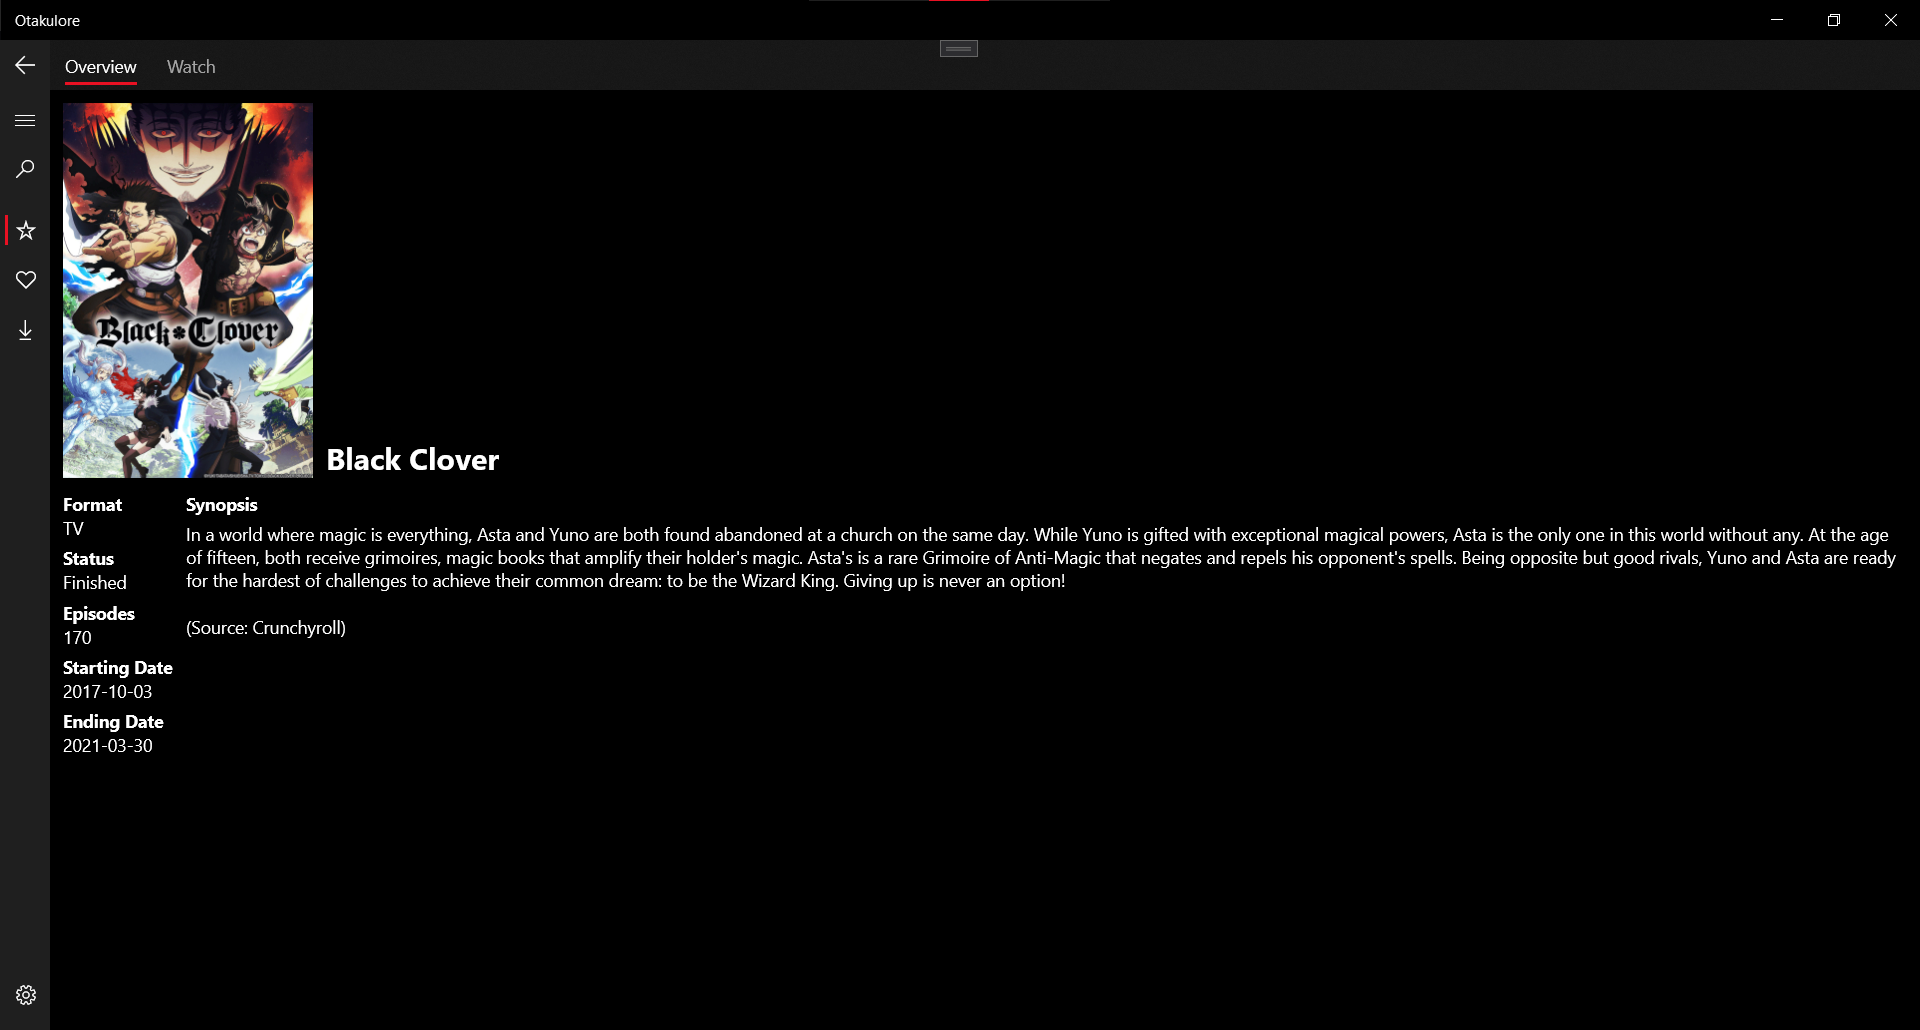 Otakulore
Overview
Watch
Black Clover
Black Clover
Format
TV
Status
Finished
Episodes
170
Starting Date
2017-10-03
Ending Date
2021-03-30
Synopsis
In a world where magic is everything, Asta and Yuno are both found abandoned at a church on the same day. While Yuno is gifted with exceptional magical powers, Asta is the only one in this world without any. At the age
of fifteen, both receive grimoires, magic books that amplify their holder's magic. Asta's is a rare Grimoire of Anti-Magic that negates and repels his opponent's spells. Being opposite but good rivals, Yuno and Asta are ready
for the hardest of challenges to achieve their common dream: to be the Wizard King. Giving up is never an option!
(Source: Crunchyroll)